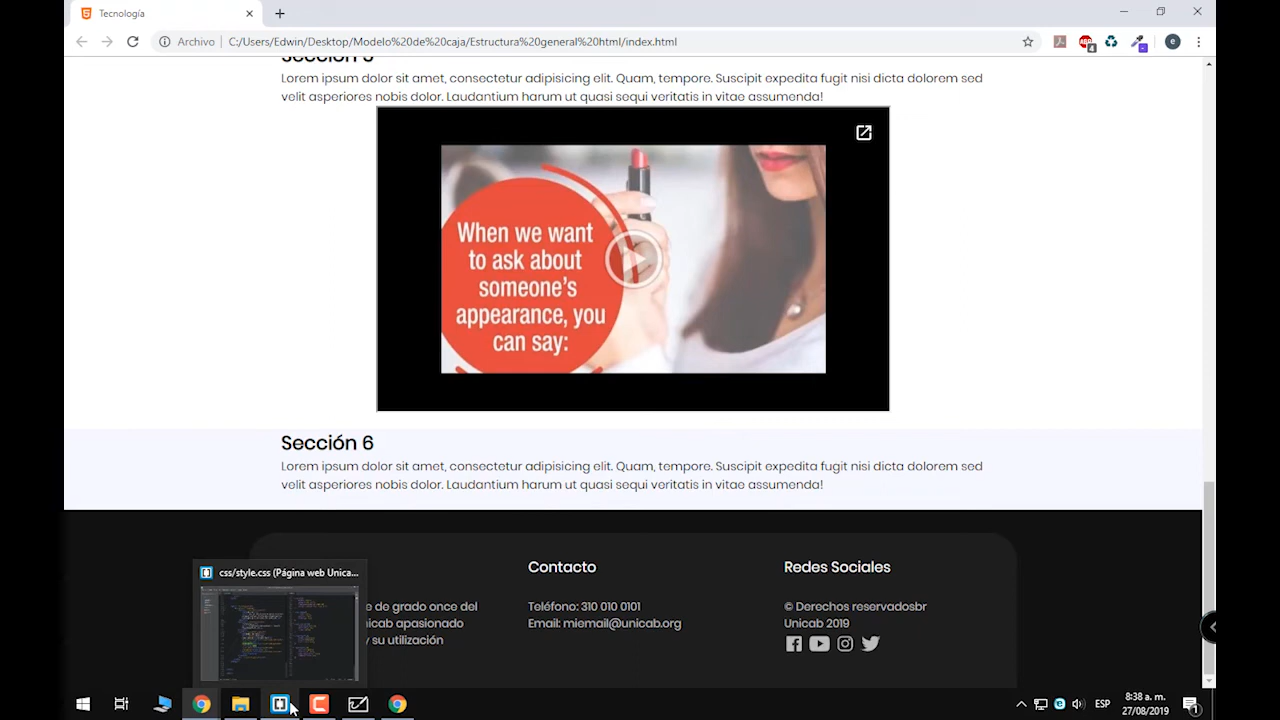 Tecnología
Archivo
C:/Users/Edwin/Desktop/Modelo%20de%20caja/Estructura%20general%20html/index.html
Sección 5
Lorem ipsum dolor sit amet, consectetur adipisicing elit. Quam, tempore. Suscipit expedita fugit nisi dicta dolorem sed
velit asperiores nobis dolor. Laudantium harum ut quasi sequi veritatis in vitae assumenda!
When we want
to ask about
someone's
appearance, you
can say:
Sección 6
Lorem ipsum dolor sit amet, consectetur adipisicing elit. Quam, tempore. Suscipit expedita fugit nisi dicta dolorem sed
velit asperiores nobis dolor. Laudantium harum ut quasi sequi veritatis in vitae assumenda!
css/style.css (Página web Unica...
e de grado once del
icab apasionado
y su utilización
Contacto
Teléfono: 310 010 0101
Email: miemail@unicab.org
Redes Sociales
© Derechos reservadosbr
Unicab 2019
ESP
8:38 a. m.
27/08/2019